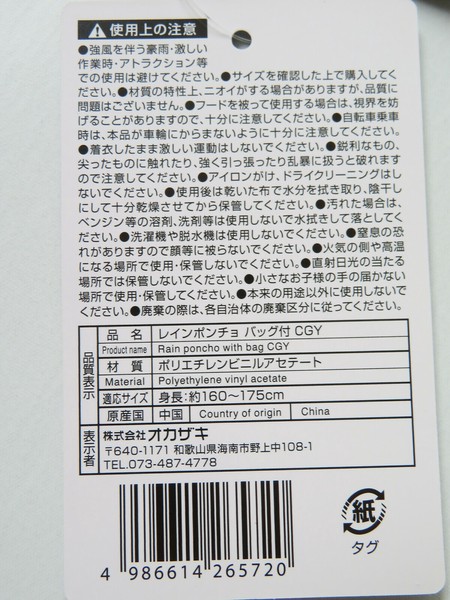 使用上の注意
●強風を伴う豪雨・激しい
作業時・アトラクション等
での使用は避けてください。●サイズを確認した上で購入してく
ださい。●材質の特性上、ニオイがする場合がありますが、品質に
問題はございません。●フードを被って使用する場合は、視界を妨
げることがありますので、十分に注意してください。●自転車乗車
時は、本品が車輪にからまないように十分に注意してください。
●着衣したまま激しい運動はしないでください。●鋭利なもの、
尖ったものに触れたり、強く引っ張ったり乱暴に扱うと破れます
ので注意してください。●アイロンがけ、ドライクリーニングはし
ないでください。●使用後は乾いた布で水分を拭き取り、陰干し
にして十分乾燥させてから保管してください。●汚れた場合は、
ベンジン等の溶剤、洗剤等は使用しないで水拭きして落としてく
ださい。●洗濯機や脱水機は使用しないでください。●窒息の恐
れがありますので顔等に被らないでください。●火気の側や高温
になる場所で使用・保管しないでください。●直射日光の当たる
場所では保管しないでください。●小さなお子様の手の届かない
場所で使用・保管してください。●本来の用途以外に使用しないで
ください。●廃棄の際は、各自治体の廃棄区分に従ってください。
品質表示
品 名 レインポンチョ バッグ付 CGY
Product name Rain poncho with bag CGY
材 質 ポリエチレンビニルアセテート
Material Polyethylene vinyl acetate
適応サイズ 身長:約160〜175cm
原産国 中国 Country of origin China
表示者
株式会社オカザキ
〒640-1171 和歌山県海南市野上中108-1
TEL.073-487-4778
紙
タグ
4 986614 265720